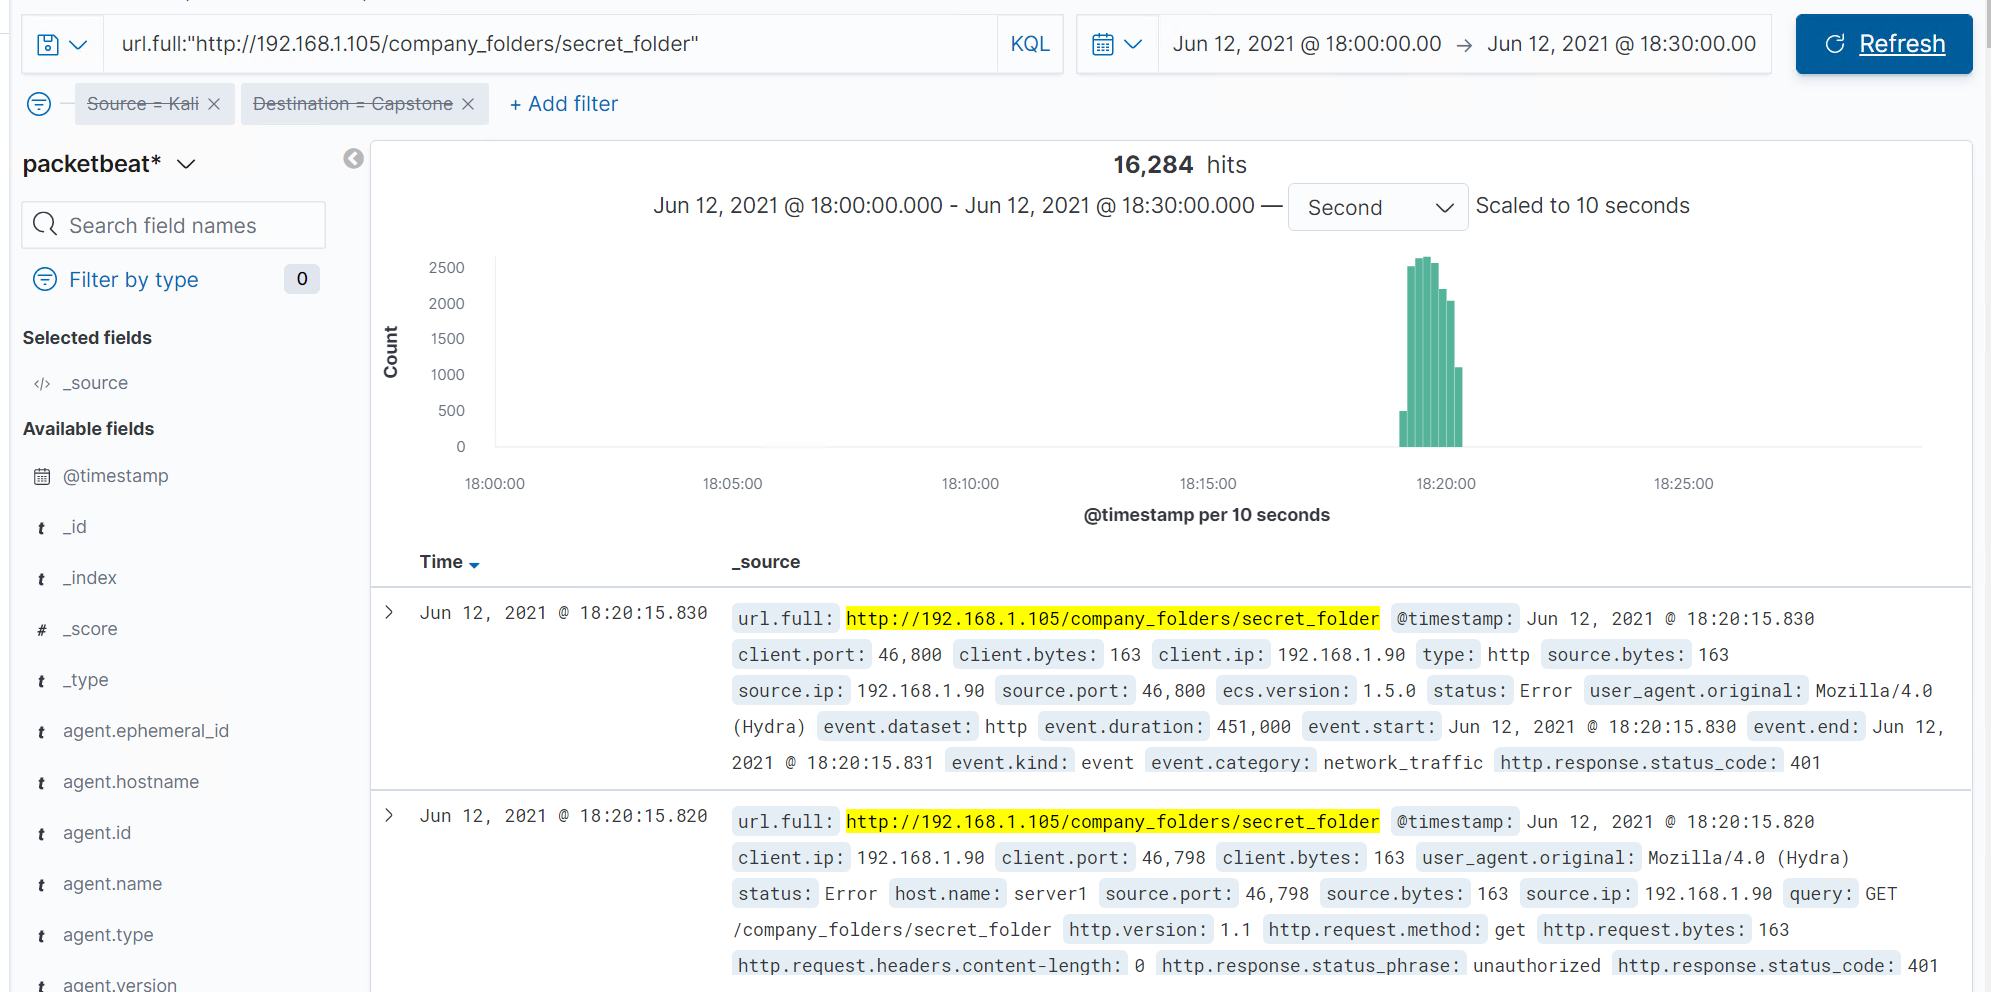 url.full:"http://192.168.1.105/company_folders/secret_folder" KQL Jun 12, 2021 @ 18:00:00.00 → Jun 12, 2021 @ 18:30:00.00 Refresh
Source = Kali × Destination = Capstone × + Add filter
packetbeat*
Search field names
Filter by type 0
Selected fields
</> _source
Available fields
@timestamp
t _id
t _index
# _score
t _type
t agent.ephemeral_id
t agent.hostname
t agent.id
t agent.name
t agent.type
agent.version
16,284 hits
Jun 12, 2021 @ 18:00:00.000 - Jun 12, 2021 @ 18:30:00.000 — Second Scaled to 10 seconds
Count
2500
2000
1500
1000
500
0
18:00:00 18:05:00 18:10:00 18:15:00 18:20:00 18:25:00
@timestamp per 10 seconds
Time _source
Jun 12, 2021 @ 18:20:15.830 url.full: http://192.168.1.105/company_folders/secret_folder @timestamp: Jun 12, 2021 @ 18:20:15.830
client.port: 46,800 client.bytes: 163 client.ip: 192.168.1.90 type: http source.bytes: 163
source.ip: 192.168.1.90 source.port: 46,800 ecs.version: 1.5.0 status: Error user_agent.original: Mozilla/4.0
(Hydra) event.dataset: http event.duration: 451,000 event.start: Jun 12, 2021 @ 18:20:15.830 event.end: Jun 12,
2021 @ 18:20:15.831 event.kind: event event.category: network_traffic http.response.status_code: 401
Jun 12, 2021 @ 18:20:15.820 url.full: http://192.168.1.105/company_folders/secret_folder @timestamp: Jun 12, 2021 @ 18:20:15.820
client.ip: 192.168.1.90 client.port: 46,798 client.bytes: 163 user_agent.original: Mozilla/4.0 (Hydra)
status: Error host.name: server1 source.port: 46,798 source.bytes: 163 source.ip: 192.168.1.90 query: GET
/company_folders/secret_folder http.version: 1.1 http.request.method: get http.request.bytes: 163
http.request.headers.content-length: 0 http.response.status_phrase: unauthorized http.response.status_code: 401